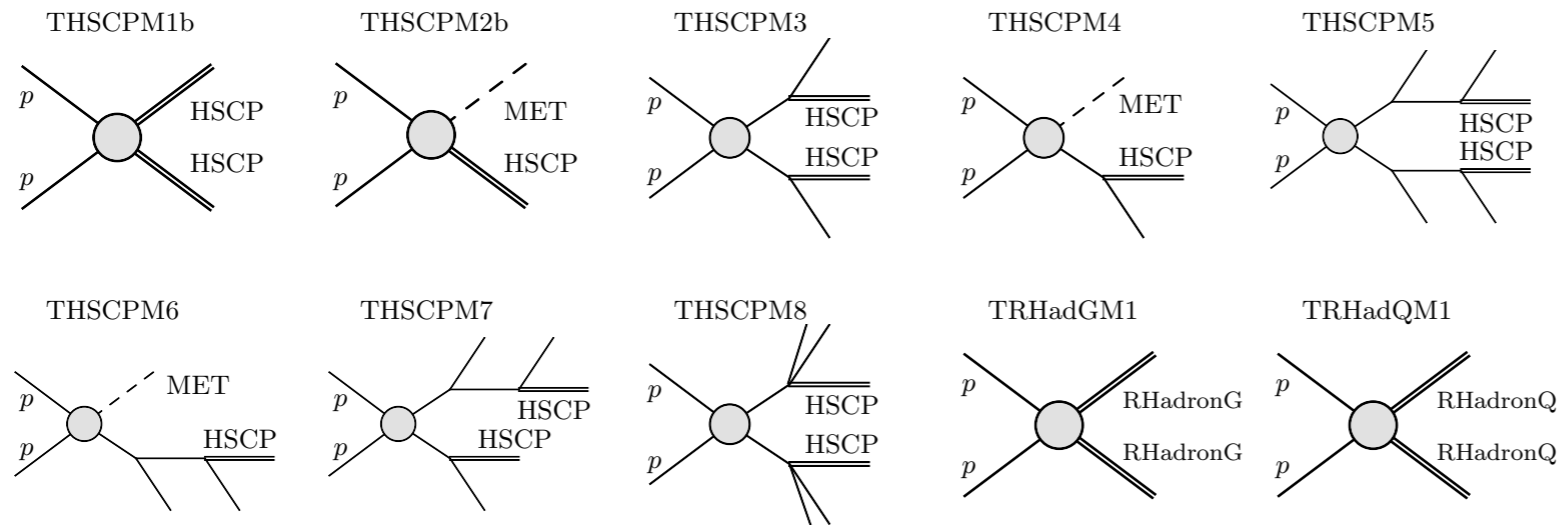 THSCPM1b
p
HSCP
HSCP
p
THSCPM2b
p
MET
HSCP
p
THSCPM3
p
HSCP
HSCP
p
THSCPM4
p
MET
HSCP
p
THSCPM5
p
HSCP
HSCP
p
THSCPM6
p
MET
p
HSCP
THSCPM7
p
HSCP
HSCP
p
THSCPM8
p
HSCP
HSCP
p
TRHadGM1
p
RHadronG
RHadronG
p
TRHadQM1
p
RHadronQ
RHadronQ
p